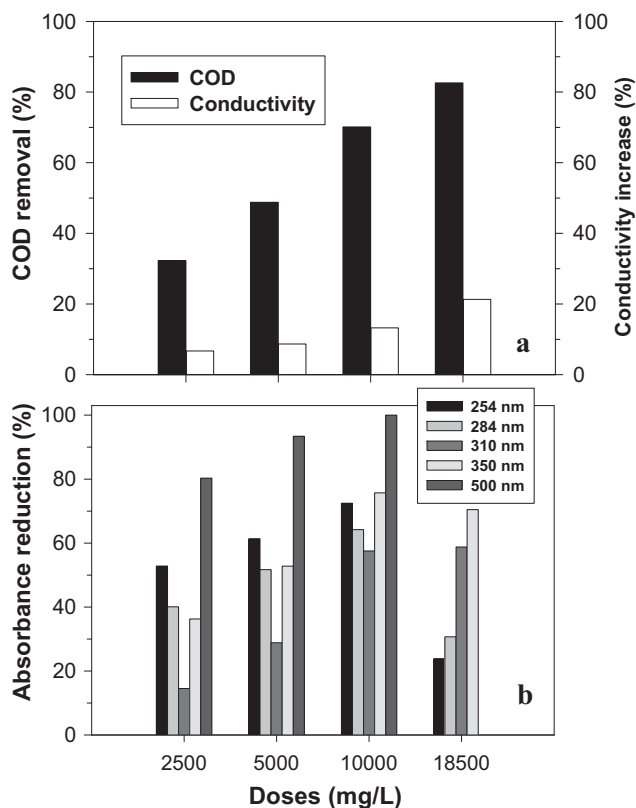 100
80
60
40
20
0
COD removal (%)
COD
Conductivity
100
80
60
40
20
0
Conductivity increase (%)
a
100
80
60
40
20
0
Absorbance reduction (%)
254 nm
284 nm
310 nm
350 nm
500 nm
b
2500 5000 10000 18500
Doses (mg/L)